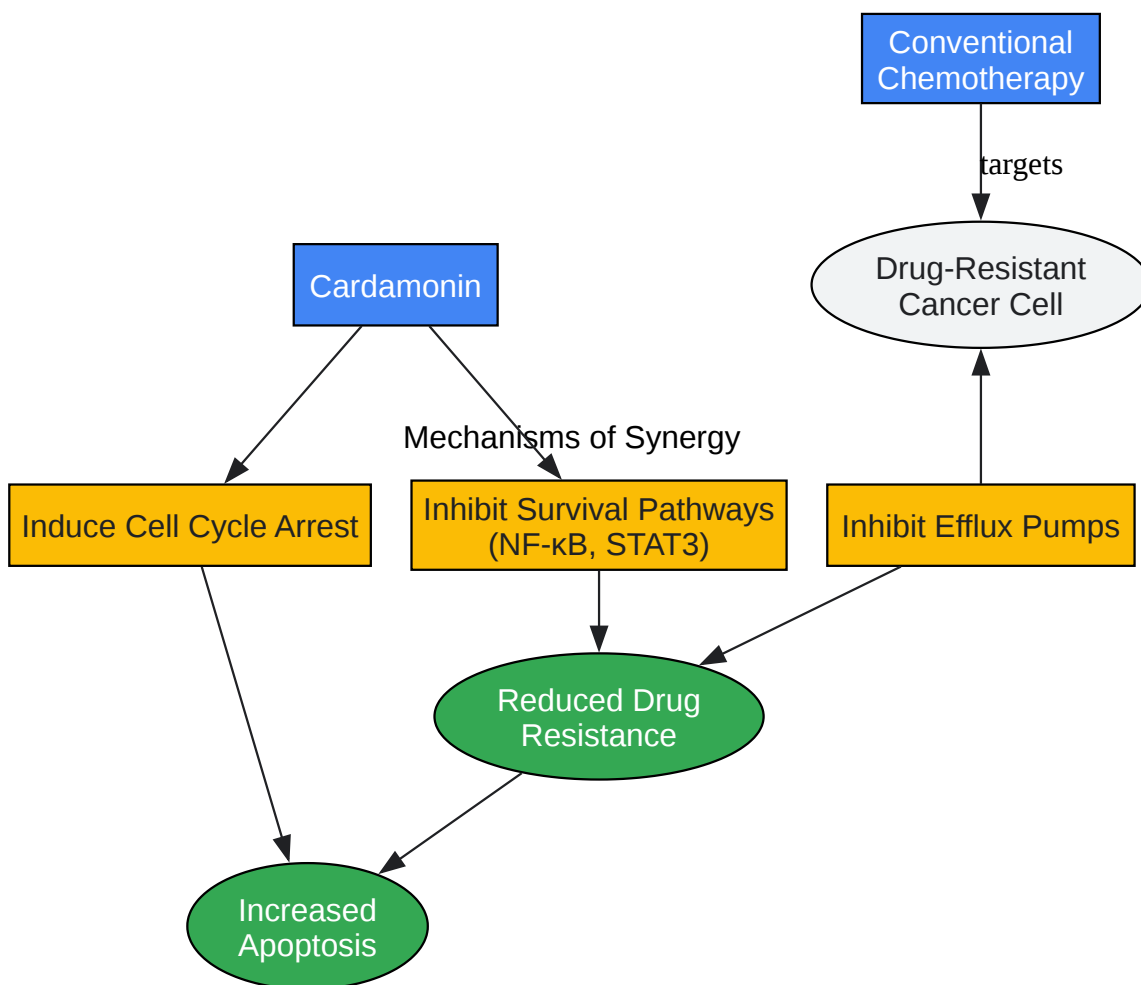 Conventional
Chemotherapy
targets
Drug-Resistant
Cancer Cell
Cardamonin
Mechanisms of Synergy
Induce Cell Cycle Arrest
Inhibit Survival Pathways
(NF-κB, STAT3)
Inhibit Efflux Pumps
Reduced Drug
Resistance
Increased
Apoptosis